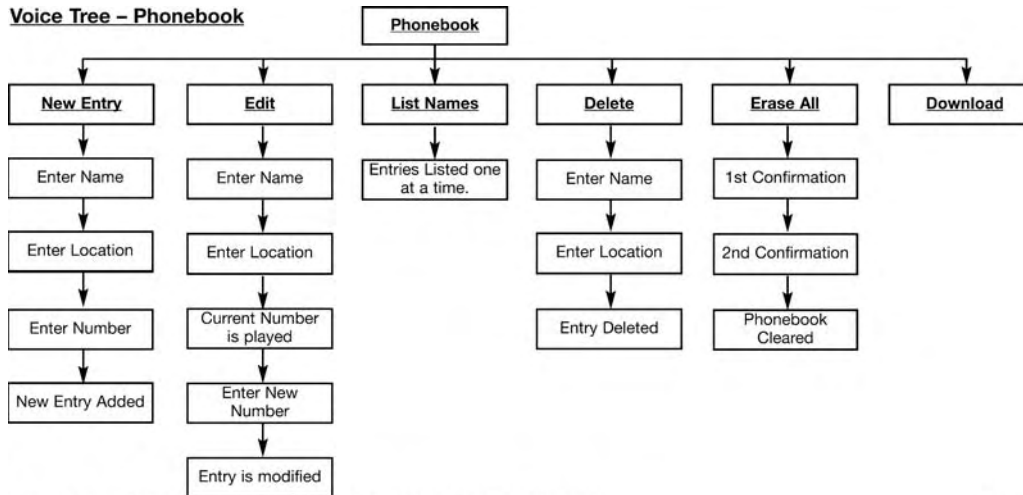 Voice Tree – Phonebook
Phonebook
New Entry
Edit
List Names
Delete
Erase All
Download
Enter Name
Enter Name
Entries Listed one
at a time.
Enter Name
1st Confirmation
Enter Location
Enter Location
Enter Location
2nd Confirmation
Enter Number
Current Number
is played
Entry Deleted
Phonebook
Cleared
New Entry Added
Enter New
Number
Entry is modified